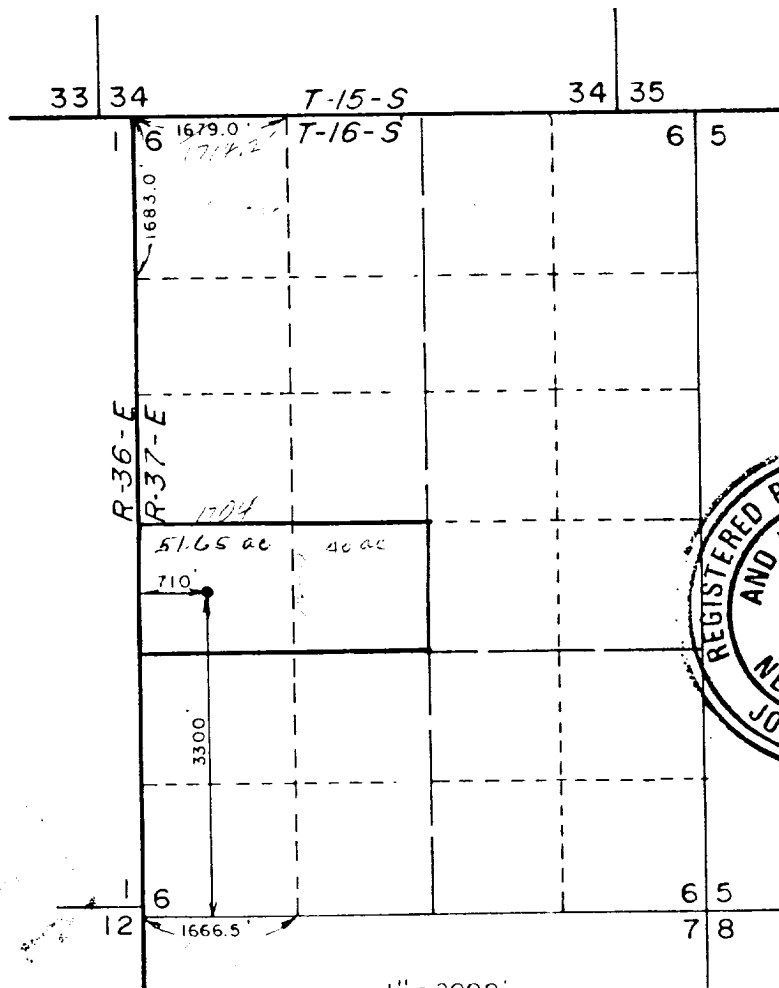 33 34 T-15-S 34 35
1 6 1679.0' T-16-S 6 5
1683.0'
R-36-E
R-37-E
1704
51.65 ac 40 ac
710'
3300
REGISTERED
AND
JO
1 6 6 5
12 1666.5' 7 8